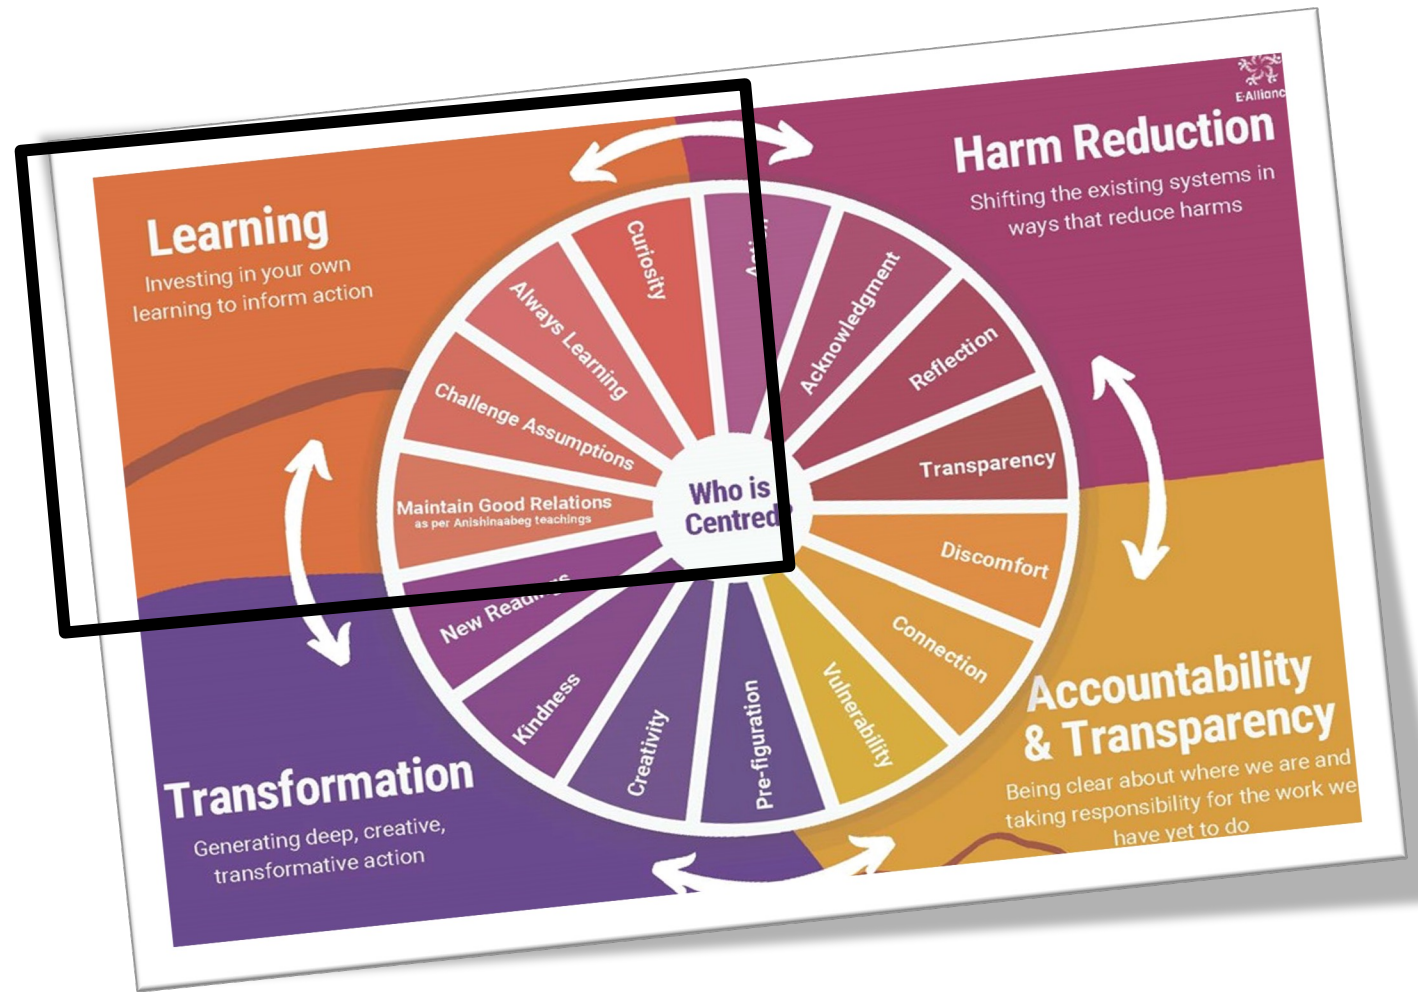 E-Alliance
Learning
Investing in your own
learning to inform action
Harm Reduction
Shifting the existing systems in
ways that reduce harms
Curiosity
Acknowledgment
Reflection
Transparency
Discomfort
Connection
Vulnerability
Pre-figuration
Creativity
Kindness
New Readings
Maintain Good Relations
as per Anishinaabeg teachings
Challenge Assumptions
Always Learning
Who is
Centred?
Transformation
Generating deep, creative,
transformative action
Accountability
& Transparency
Being clear about where we are and
taking responsibility for the work we
have yet to do